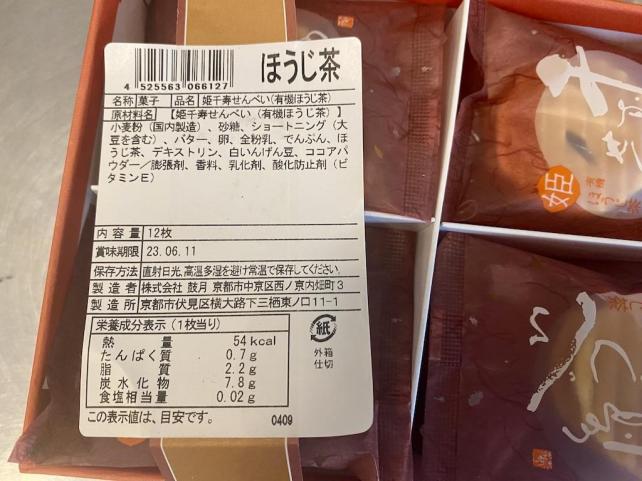 ほうじ茶
4 525563 066127
名称 菓子 品名 姫千寿せんべい(有機ほうじ茶)
原材料名 【姫千寿せんべい(有機ほうじ茶)】
小麦粉(国内製造)、砂糖、ショートニング(大
豆を含む)、バター、卵、全粉乳、でんぷん、ほ
うじ茶、デキストリン、白いんげん豆、ココアパ
ウダー/膨張剤、香料、乳化剤、酸化防止剤(ビ
タミンE)
内容量 12枚
賞味期限 23.06.11
保存方法 直射日光、高温多湿を避け常温で保存してください。
製造者 株式会社 鼓月 京都市中京区西ノ京内畑町3
製造所 京都市伏見区横大路下三栖東ノ口11-1
栄養成分表示(1枚当り)
熱量 54kcal
たんぱく質 0.7g
脂質 2.2g
炭水化物 7.8g
食塩相当量 0.02g
この表示値は、目安です。
0409
紙
外箱
仕切
姫
有機
ほうじ茶